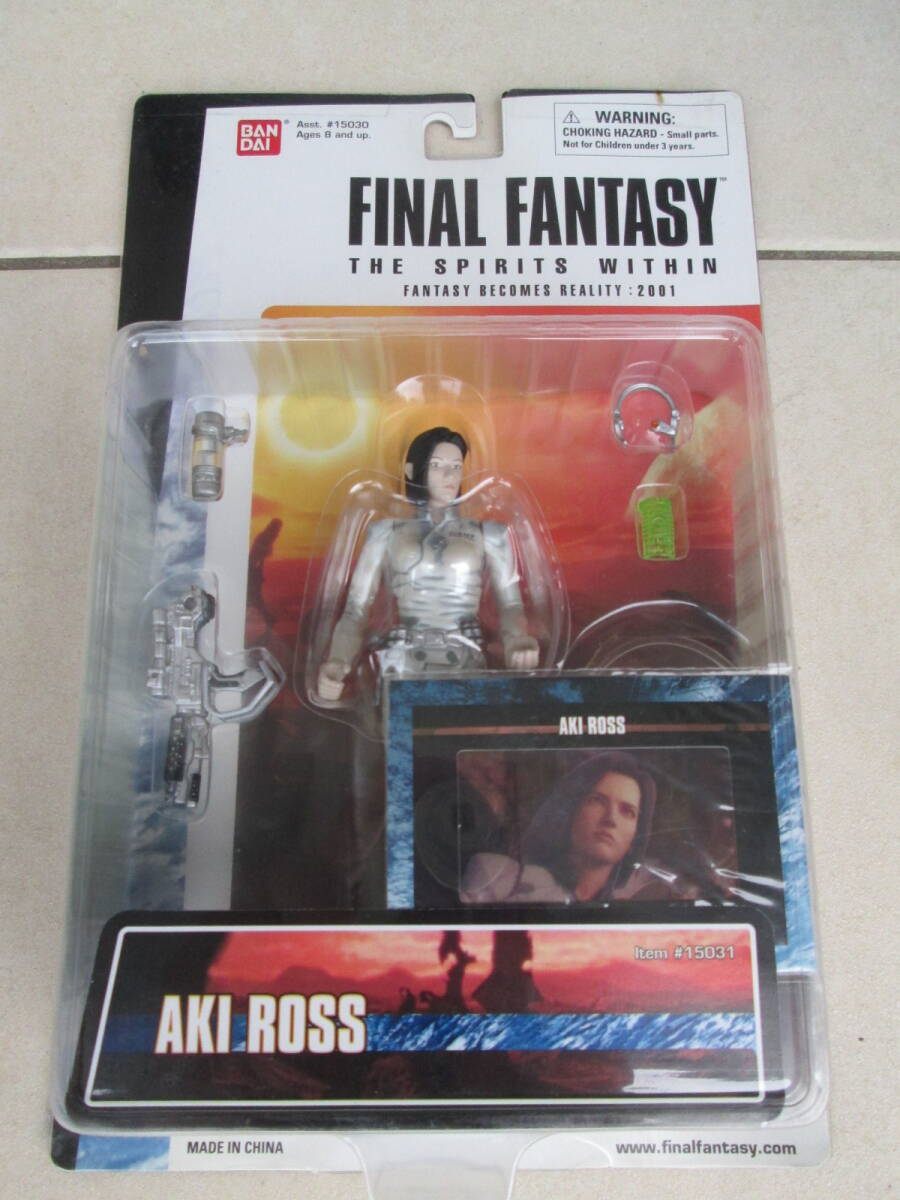 BAN
DAI
®
Asst. #15030
Ages 8 and up.
WARNING:
CHOKING HAZARD - Small parts.
Not for Children under 3 years.
FINAL FANTASY™
THE SPIRITS WITHIN
FANTASY BECOMES REALITY : 2001
AKI ROSS
Item #15031
AKI ROSS
MADE IN CHINA
www.finalfantasy.com